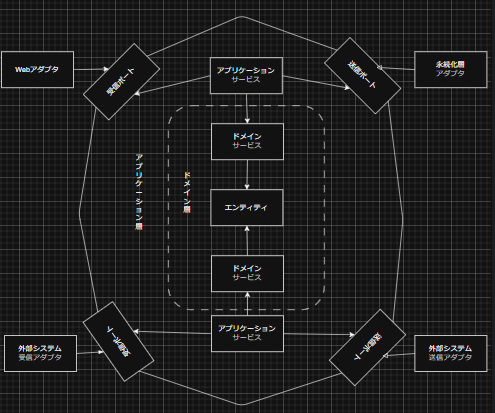 Webアダプタ
受信ポート
アプリケーション
サービス
送信ポート
永続化層
アダプタ
ドメイン
サービス
アプリケーション層
ドメイン層
エンティティ
ドメイン
サービス
外部システム
受信アダプタ
受信ポート
アプリケーション
サービス
送信ポート
外部システム
送信アダプタ